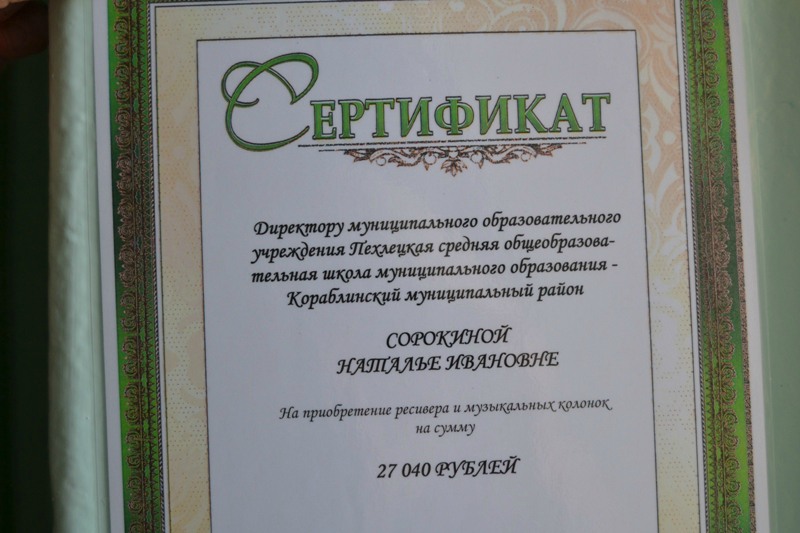 СЕРТИФИКАТ
Директору муниципального образовательного
учреждения Пехлецкая средняя общеобразова-
тельная школа муниципального образования -
Кораблинский муниципальный район
СОРОКИНОЙ
НАТАЛЬЕ ИВАНОВНЕ
На приобретение ресивера и музыкальных колонок
на сумму
27 040 РУБЛЕЙ